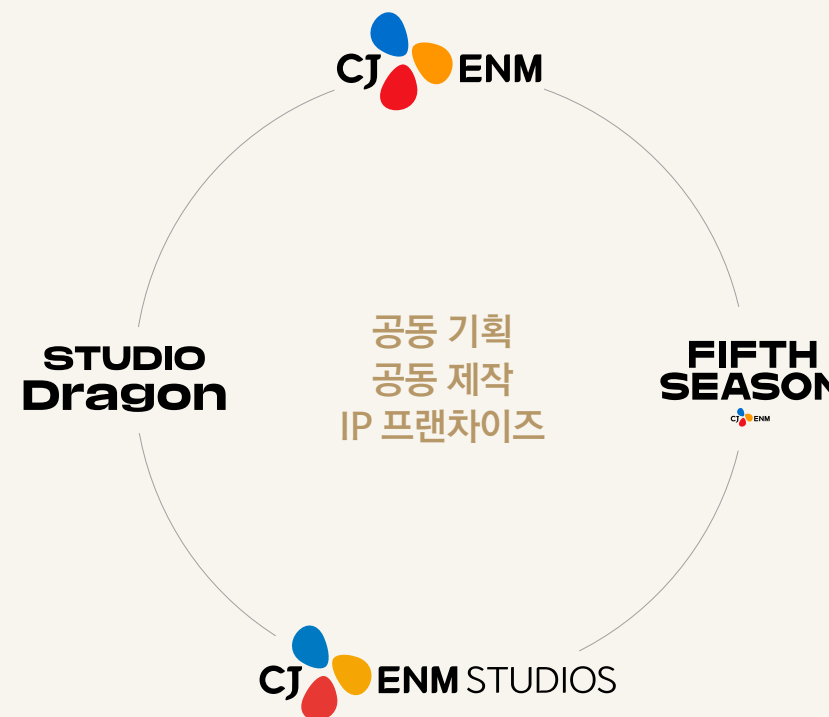 CJ ENM
STUDIO
Dragon
공동 기획
공동 제작
IP 프랜차이즈
FIFTH
SEASON
CJ ENM
CJ ENM STUDIOS